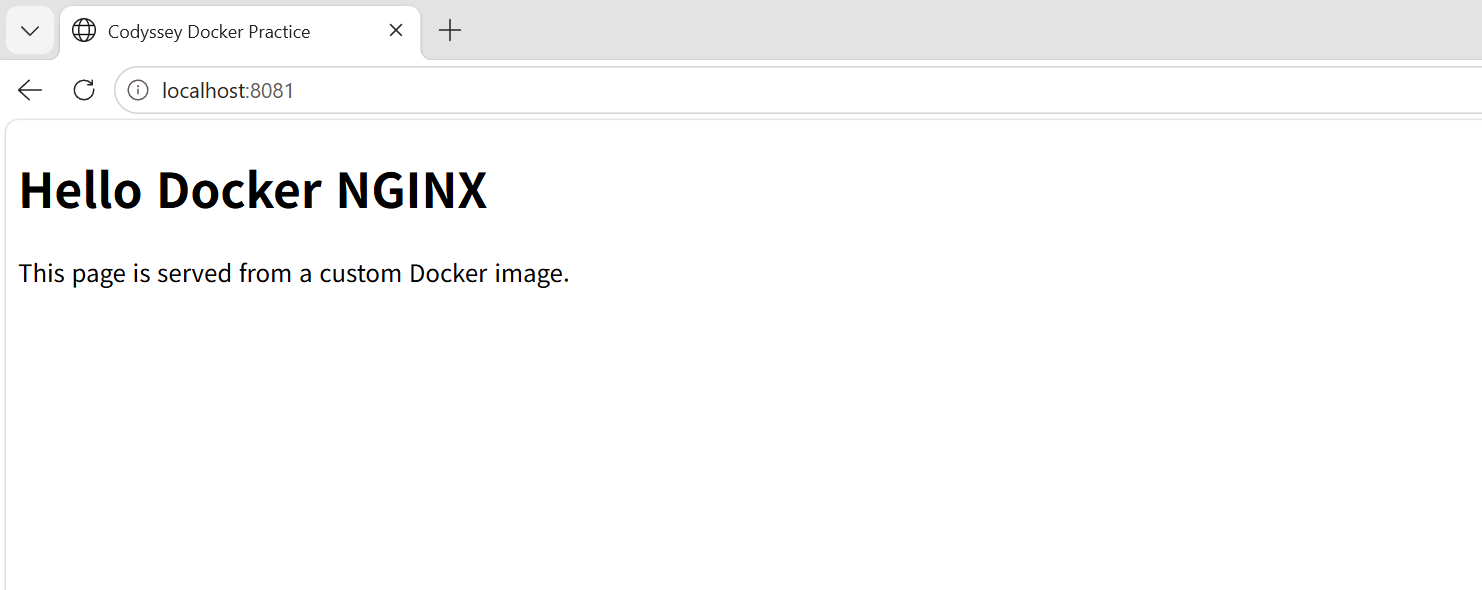 Codyssey Docker Practice
localhost:8081
Hello Docker NGINX
This page is served from a custom Docker image.